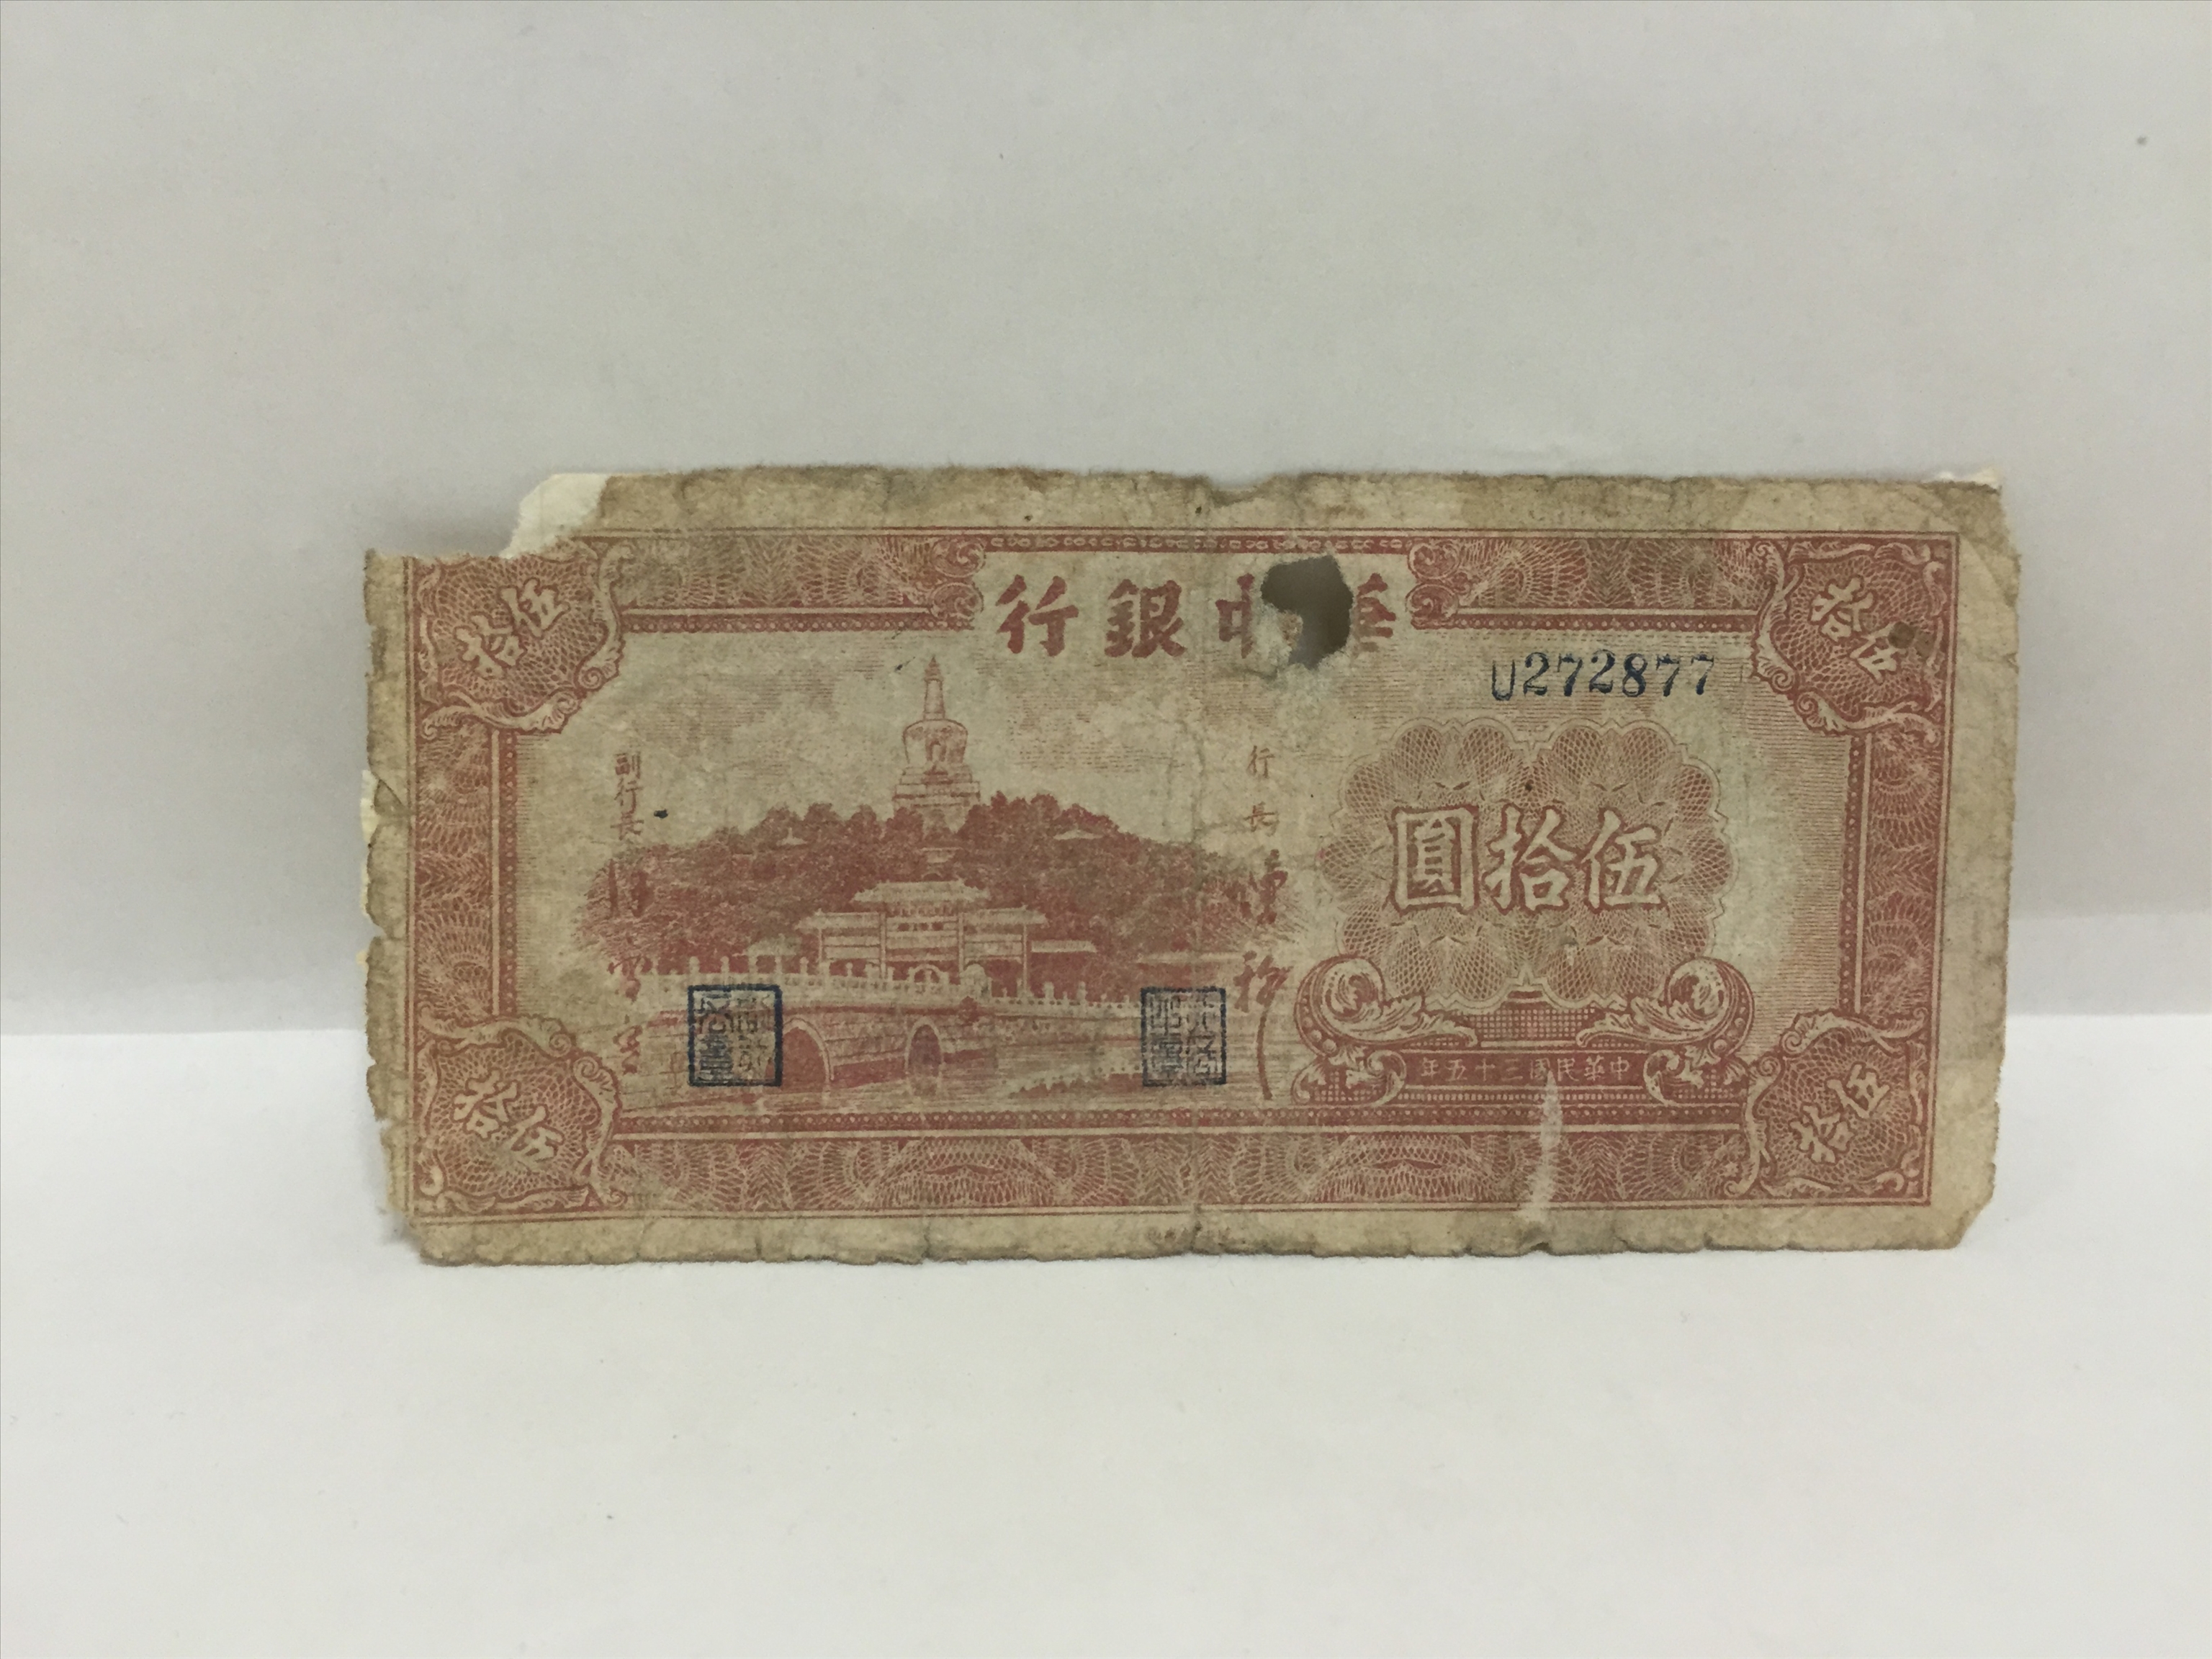 華中銀行
U272877
伍拾
伍拾
行長
副行長
伍拾圓
中華民國三十五年
伍拾
伍拾